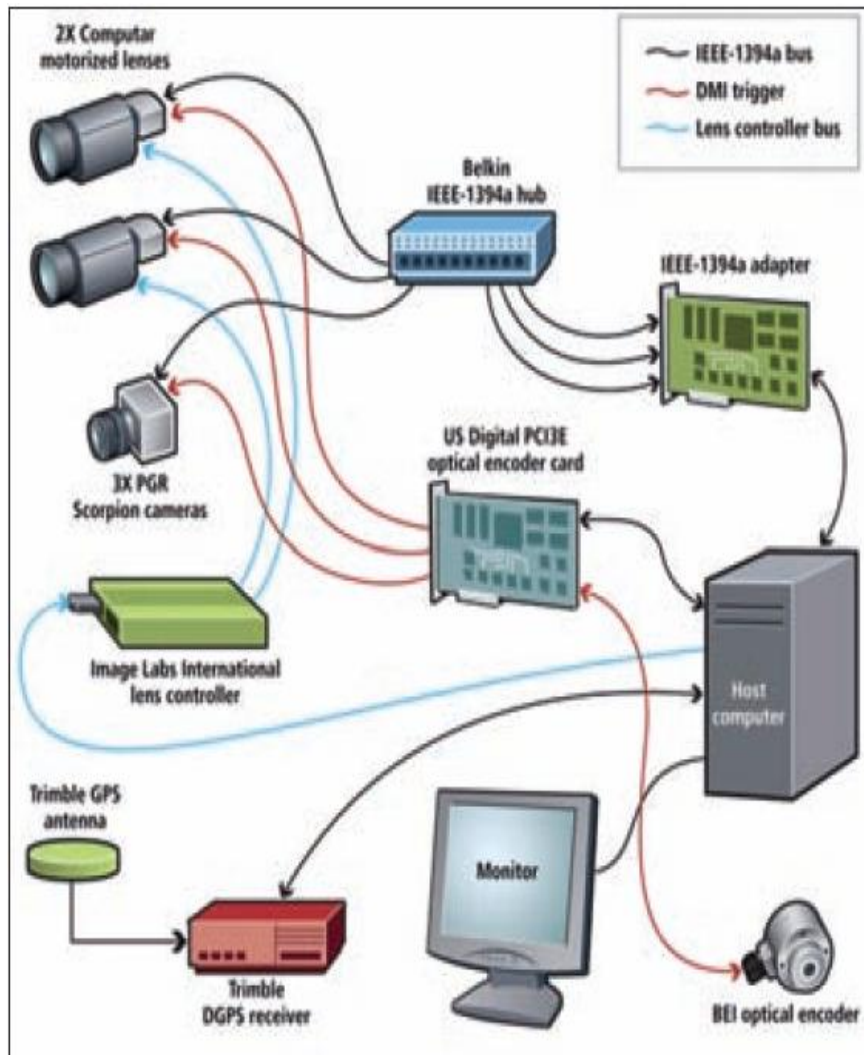 2X Computar
motorized lenses
IEEE-1394a bus
DMI trigger
Lens controller bus
Belkin
IEEE-1394a hub
IEEE-1394a adapter
US Digital PCI3E
optical encoder card
3X PGR
Scorpion cameras
Image Labs International
lens controller
Host
computer
Trimble GPS
antenna
Monitor
Trimble
DGPS receiver
BEI optical encoder